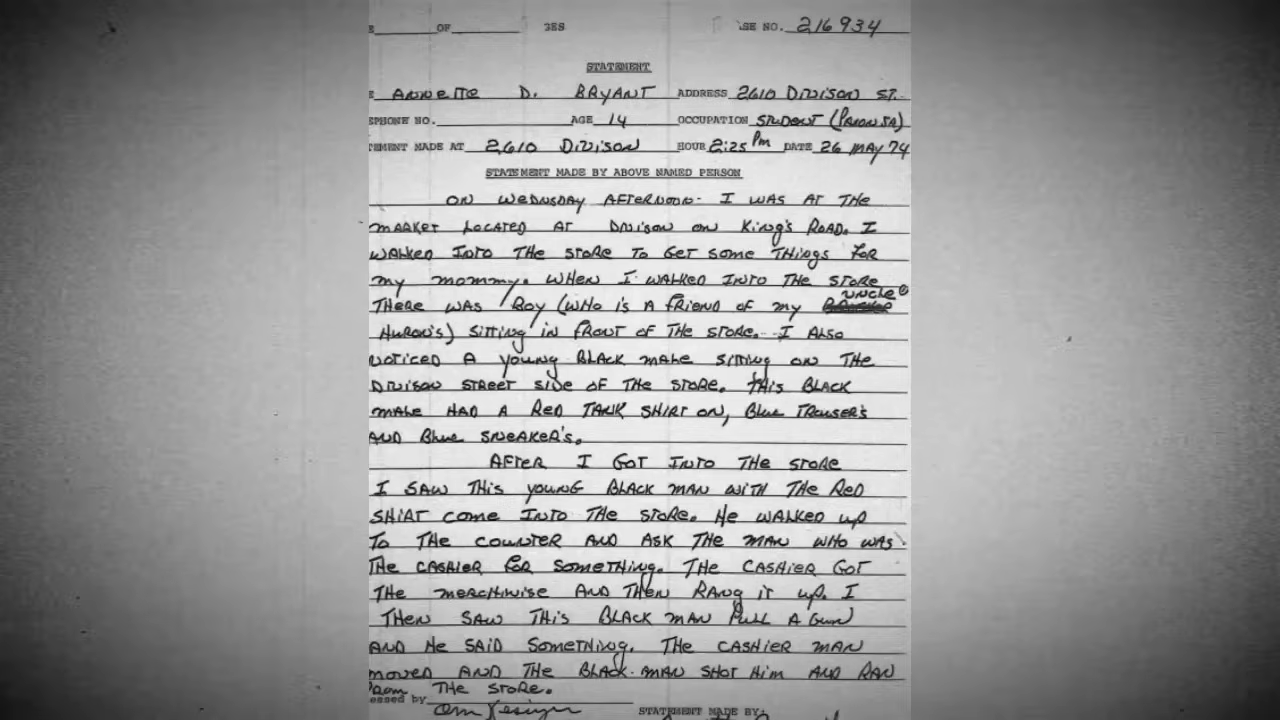 OF GES SE NO. 216934
STATEMENT
ANNETTE D. BRYANT ADDRESS 2610 DIVISON ST.
EPHONE NO. AGE 14 OCCUPATION STUDENT
TEMENT MADE AT 2610 DIVISON HOUR 2:25 PM DATE 26 MAY 74
STATEMENT MADE BY ABOVE NAMED PERSON
ON WEDNSDAY AFTERNOON- I WAS AT THE
MARKET LOCATED AT DIVISON ON KING'S ROAD. I
WALKED INTO THE STORE TO GET SOME THINGS FOR
MY MOMMY. WHEN I WALKED INTO THE STORE
UNCLE
THERE WAS ROY (WHO IS A FRIEND OF MY
HURON'S) SITTING IN FRONT OF THE STORE. I ALSO
NOTICED A YOUNG BLACK MALE SITTING ON THE
DIVISON STREET SIDE OF THE STORE. THIS BLACK
MALE HAD A RED TANK SHIRT ON, BLUE TROUSER'S
AND BLUE SNEAKER'S.
AFTER I GOT INTO THE STORE
I SAW THIS YOUNG BLACK MAN WITH THE RED
SHIRT COME INTO THE STORE. HE WALKED UP
TO THE COUNTER AND ASK THE MAN WHO WAS
THE CASHIER FOR SOMETHING. THE CASHIER GOT
THE MERCHWISE AND THEN RANG IT UP. I
THEN SAW THIS BLACK MAN PULL A GUN
AND HE SAID SOMETHING. THE CASHIER MAN
MOVED AND THE BLACK MAN SHOT HIM AND RAN
FROM THE STORE.
essed by
STATEMENT MADE BY: